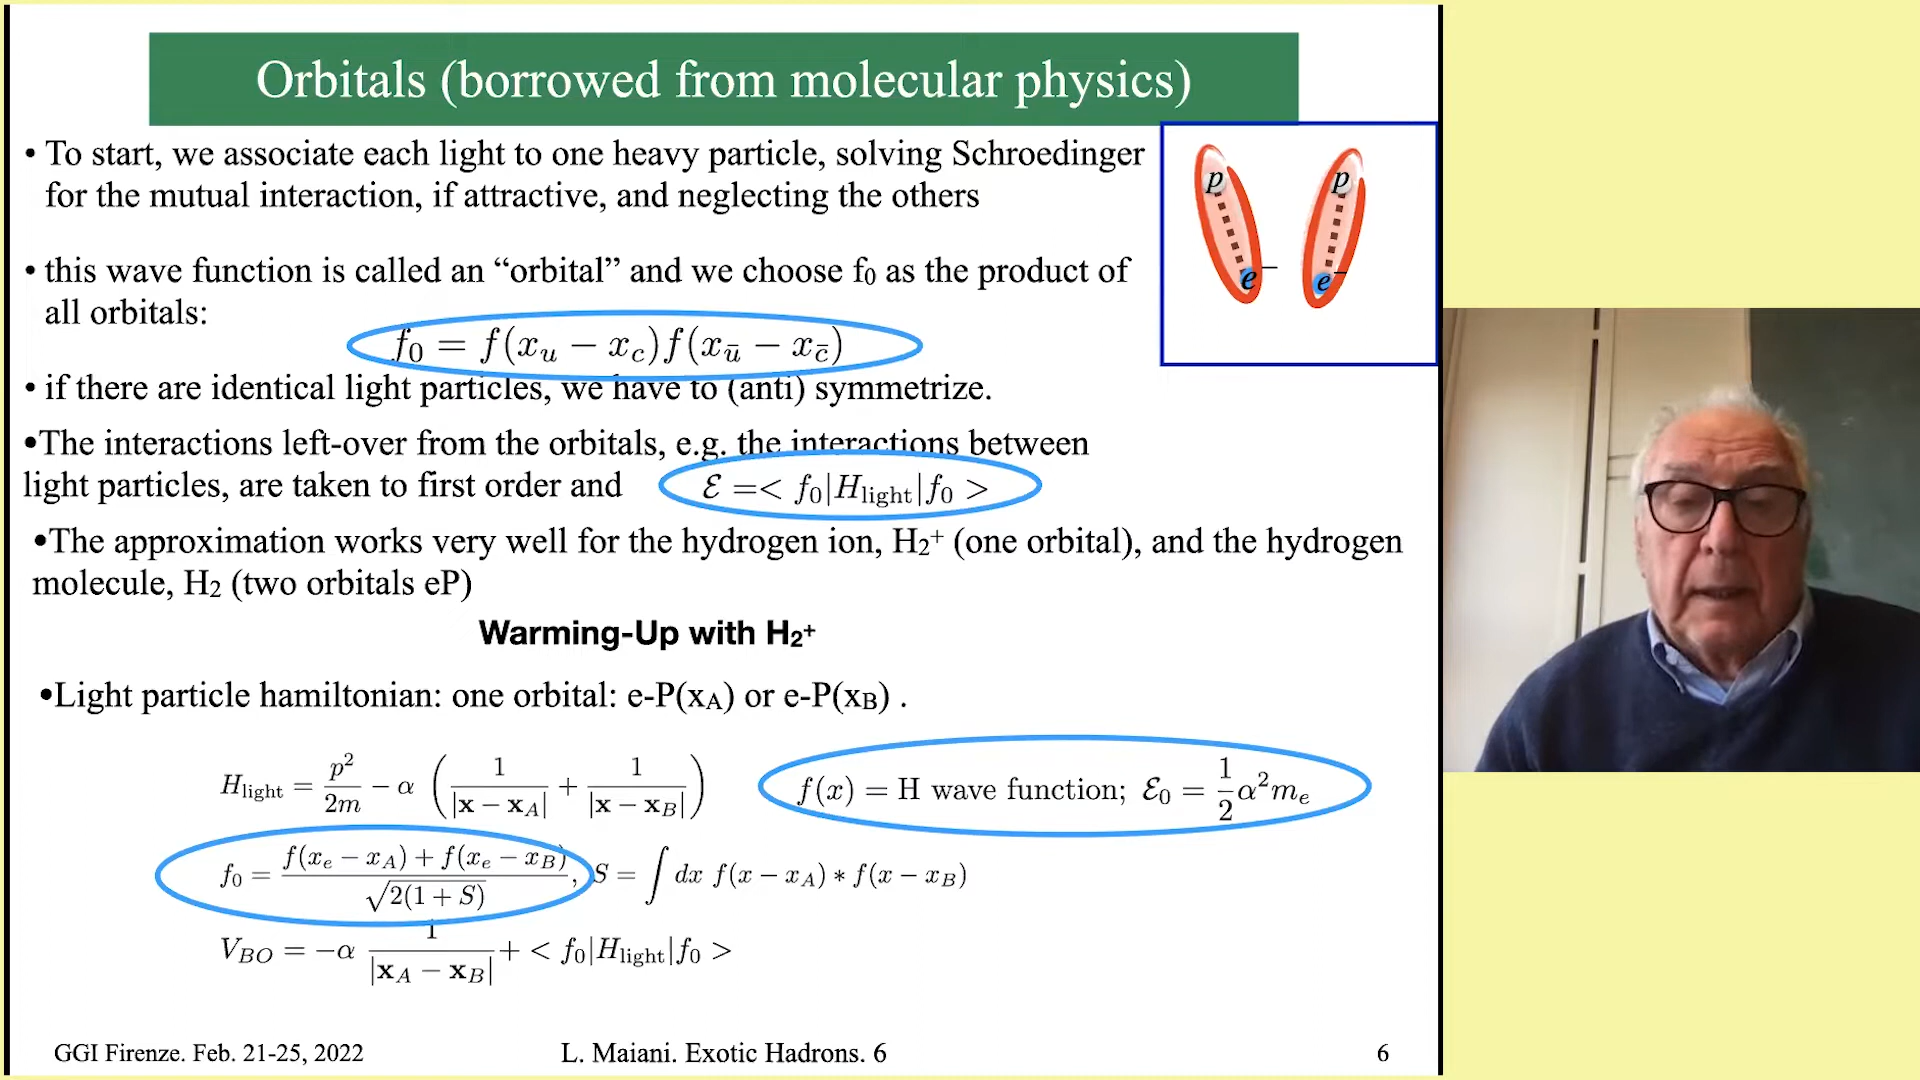 Orbitals (borrowed from molecular physics)
• To start, we associate each light to one heavy particle, solving Schroedinger
for the mutual interaction, if attractive, and neglecting the others
• this wave function is called an “orbital” and we choose f₀ as the product of
all orbitals:
f₀ = f(x_u − x_c)f(x_ū − x_c̄)
• if there are identical light particles, we have to (anti) symmetrize.
•The interactions left-over from the orbitals, e.g. the interactions between
light particles, are taken to first order and ℰ =< f₀|H_light|f₀ >
•The approximation works very well for the hydrogen ion, H₂⁺ (one orbital), and the hydrogen
molecule, H₂ (two orbitals eP)
Warming-Up with H₂⁺
•Light particle hamiltonian: one orbital: e-P(x_A) or e-P(x_B) .
H_light = p²/2m − α ( 1/|x − x_A| + 1/|x − x_B| ) f(x) = H wave function; ℰ₀ = 1/2 α²m_e
f₀ = (f(x_e − x_A) + f(x_e − x_B))/√(2(1 + S)), S = ∫ dx f(x − x_A) ∗ f(x − x_B)
V_BO = −α 1/|x_A − x_B| + < f₀|H_light|f₀ >
p p
e⁻ e⁻
GGI Firenze. Feb. 21-25, 2022 L. Maiani. Exotic Hadrons. 6 6